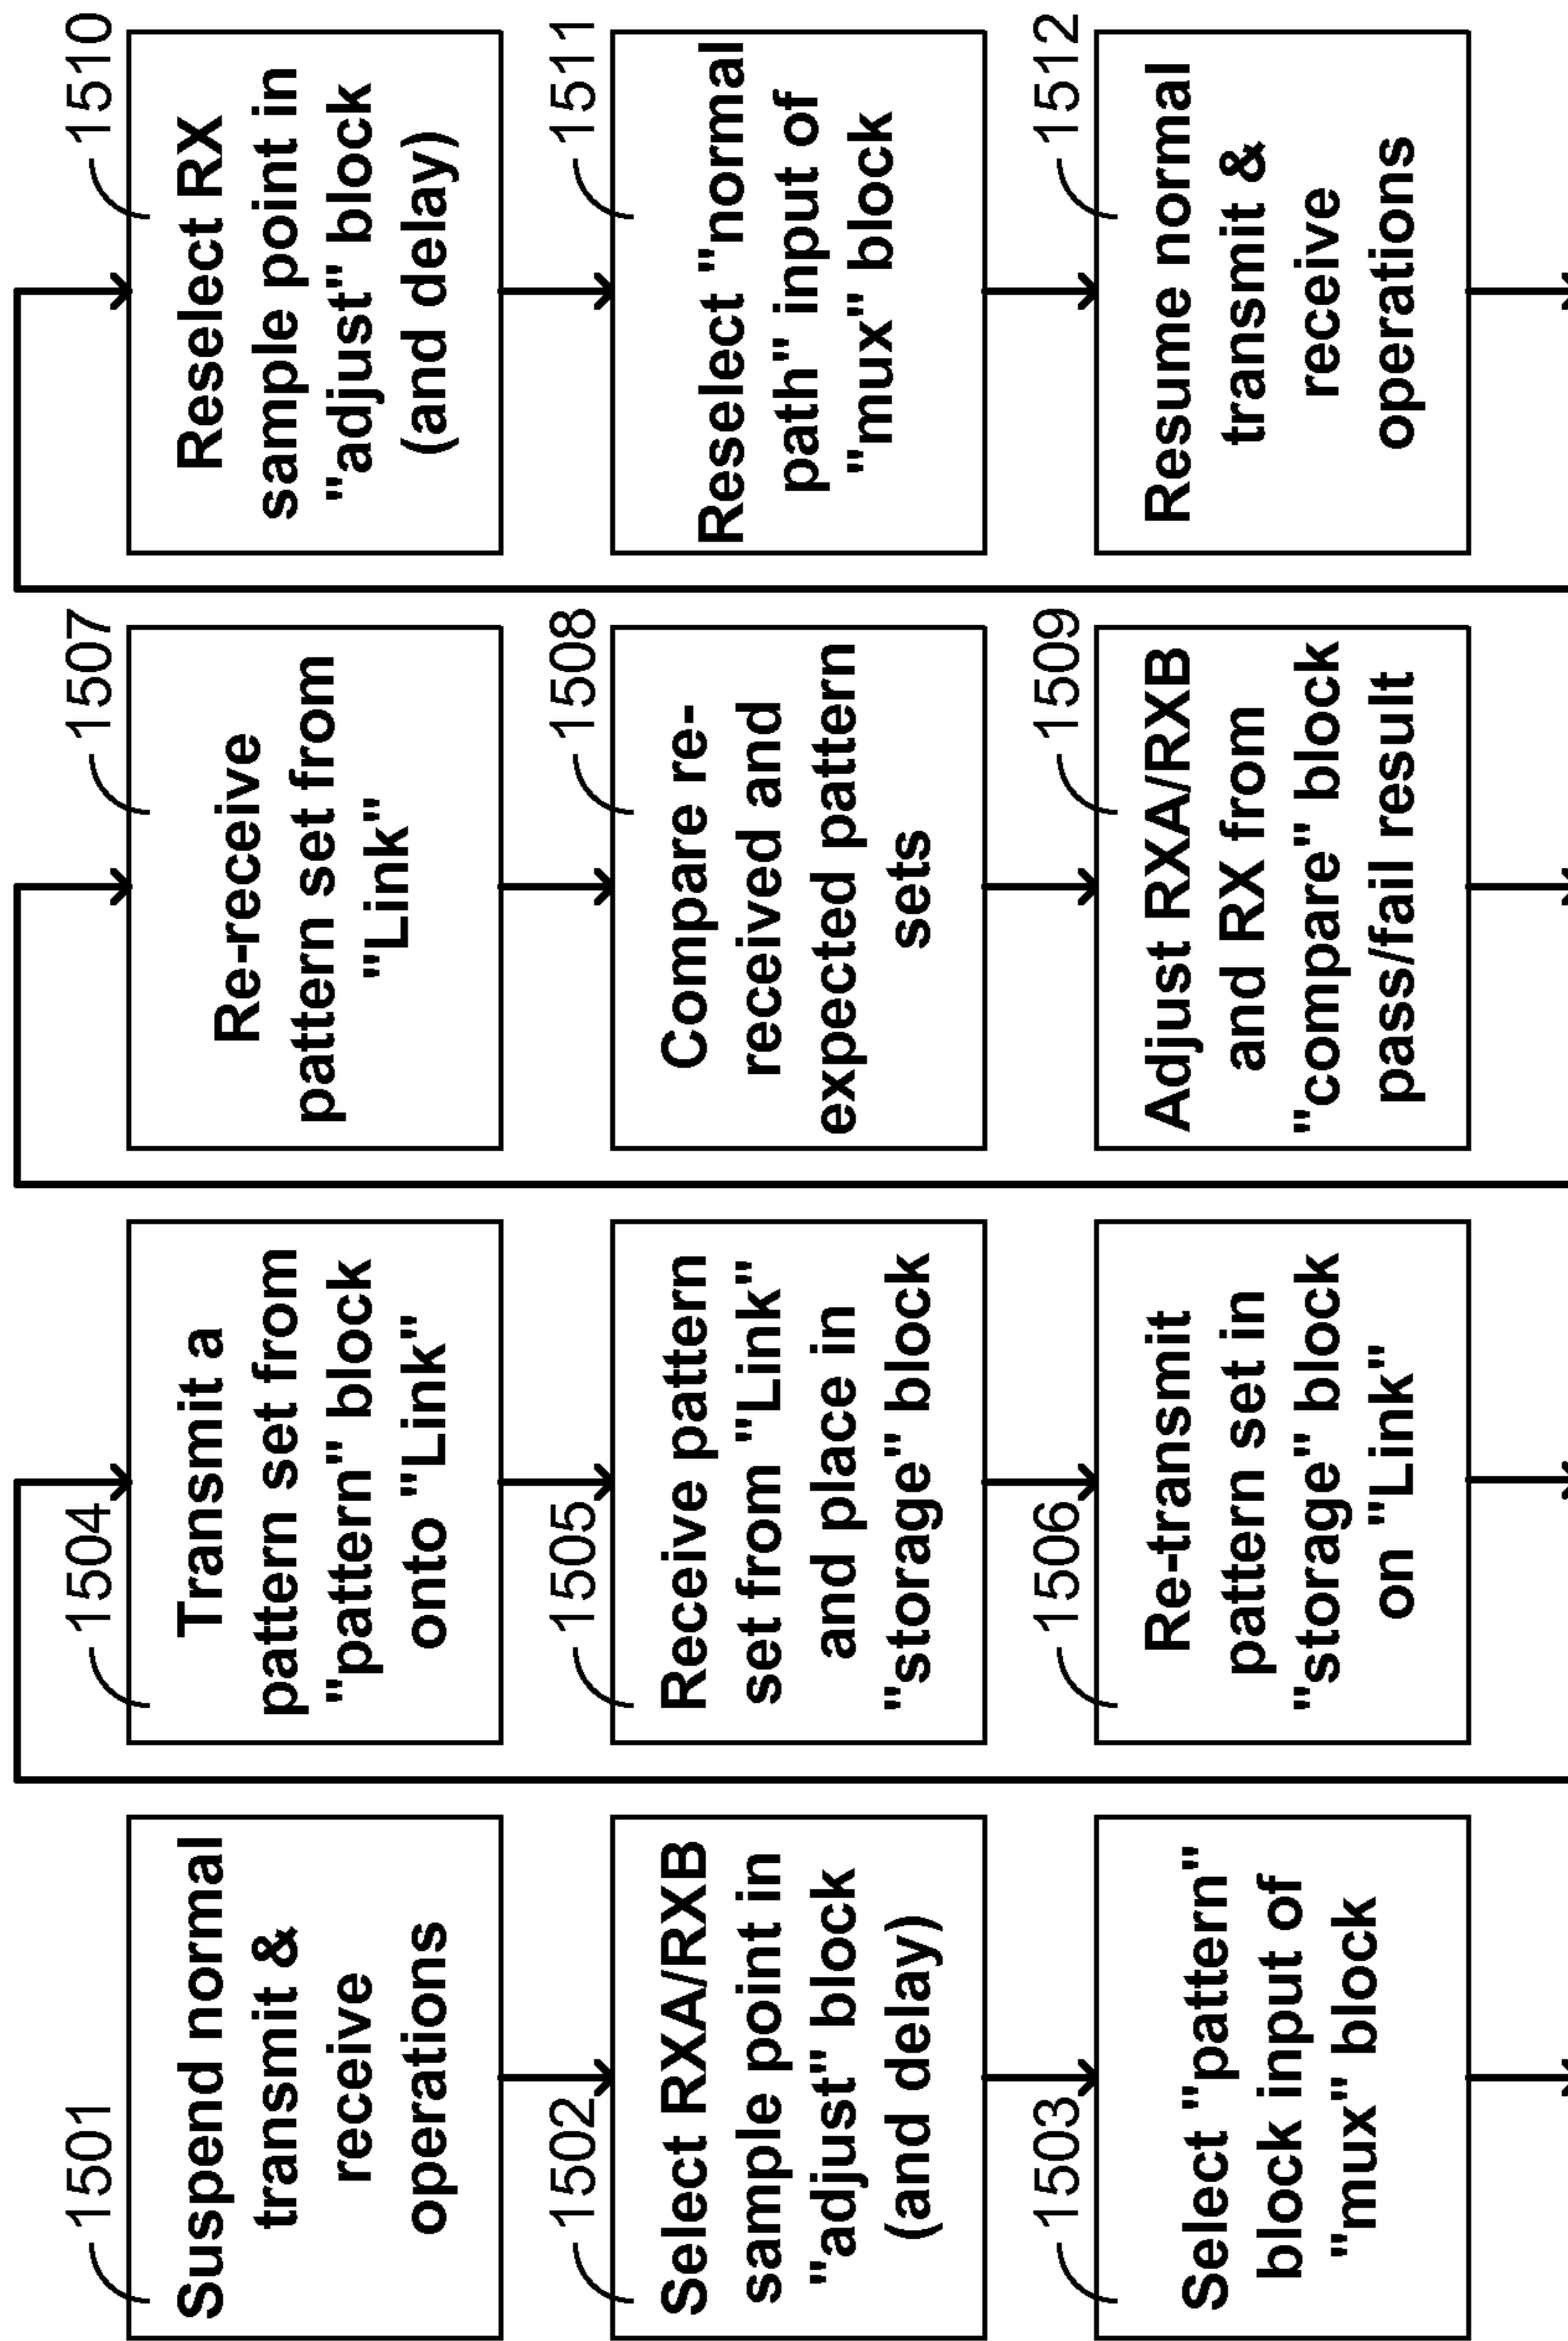 1501
Suspend normal
transmit &
receive
operations
1502
Select RXA/RXB
sample point in
"adjust" block
(and delay)
1503
Select "pattern"
block input of
"mux" block
1504
Transmit a
pattern set from
"pattern" block
onto "Link"
1505
Receive pattern
set from "Link"
and place in
"storage" block
1506
Re-transmit
pattern set in
"storage" block
on "Link"
1507
Re-receive
pattern set from
"Link"
1508
Compare re-
received and
expected pattern
sets
1509
Adjust RXA/RXB
and RX from
"compare" block
pass/fail result
1510
Reselect RX
sample point in
"adjust" block
(and delay)
1511
Reselect "normal
path" input of
"mux" block
1512
Resume normal
transmit &
receive
operations